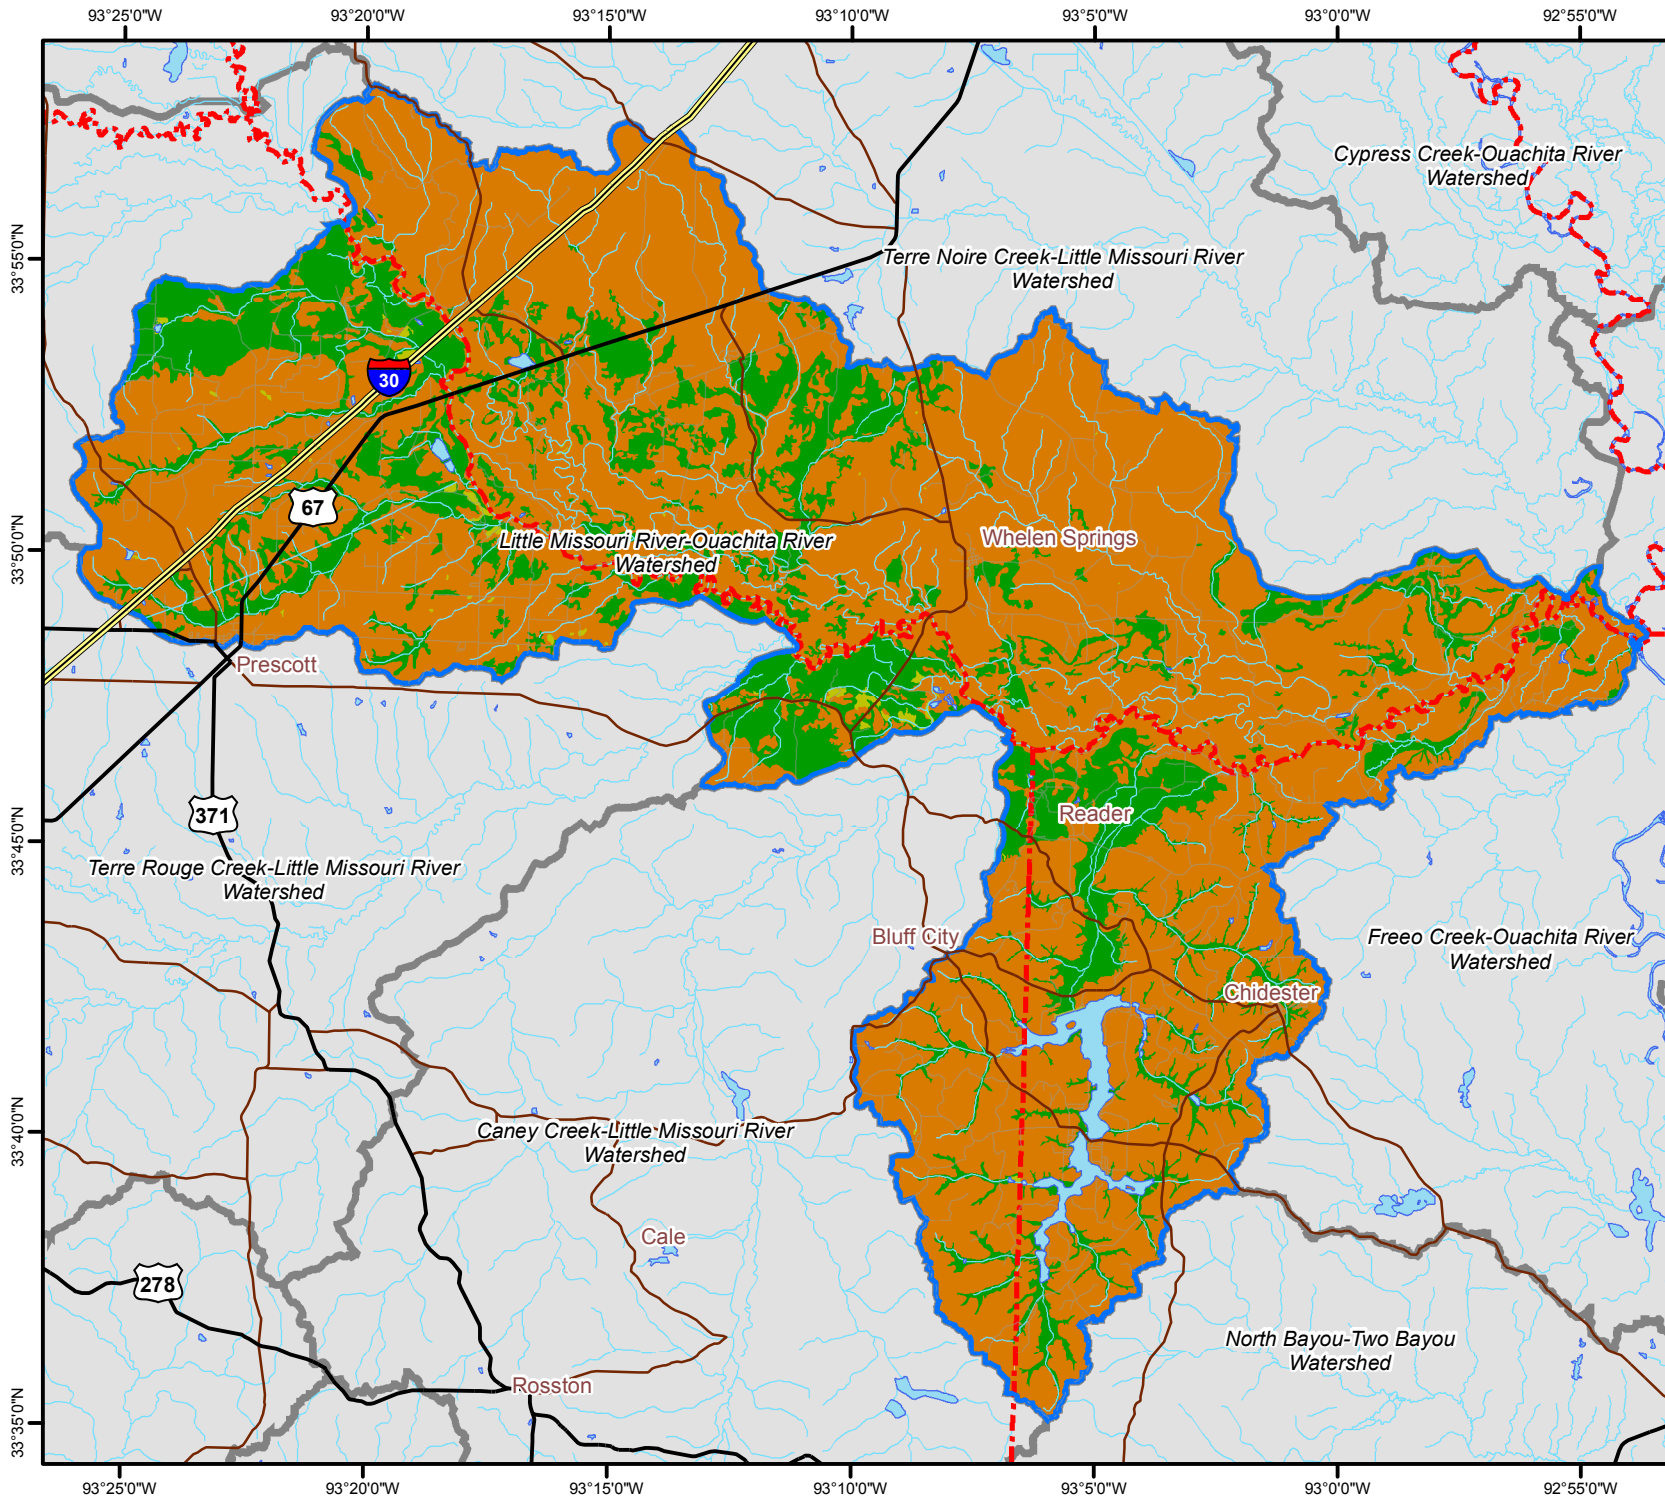 93°25'0"W 93°20'0"W 93°15'0"W 93°10'0"W 93°5'0"W 93°0'0"W 92°55'0"W
Cypress Creek-Ouachita River
Watershed
33°55'0"N
Terre Noire Creek-Little Missouri River
Watershed
30
67
33°50'0"N
Little Missouri River-Ouachita River
Watershed
Whelen Springs
Prescott
371
Reader
33°45'0"N
Terre Rouge Creek-Little Missouri River
Watershed
Bluff City
Freeo Creek-Ouachita River
Watershed
Chidester
33°40'0"N
Caney Creek-Little Missouri River
Watershed
Cale
278
North Bayou-Two Bayou
Watershed
Rosston
33°35'0"N
93°25'0"W 93°20'0"W 93°15'0"W 93°10'0"W 93°5'0"W 93°0'0"W 92°55'0"W